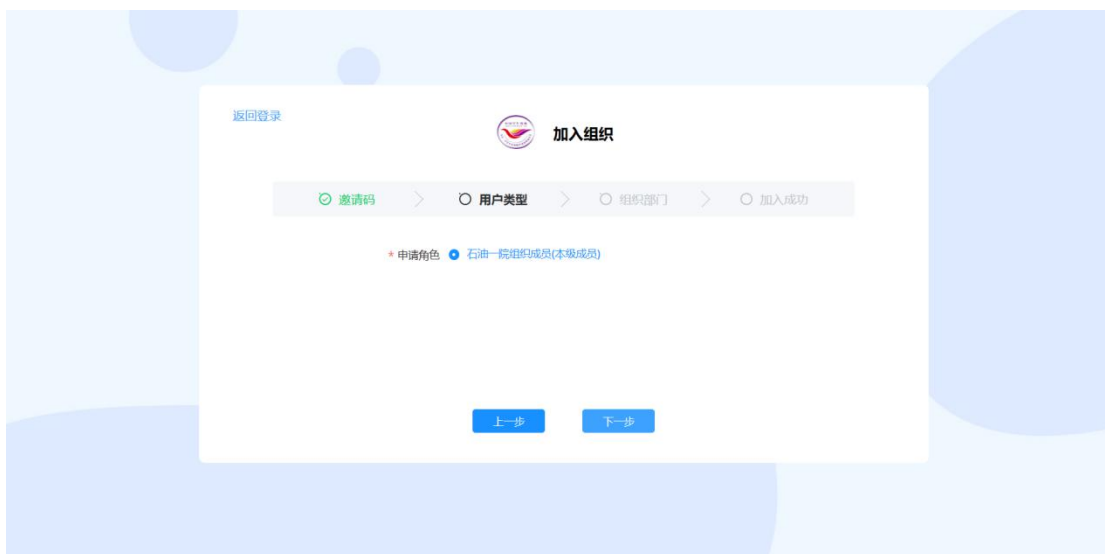 返回登录
加入组织
邀请码 用户类型 组织部门 加入成功
* 申请角色 石油一院组织成员(本级成员)
上一步 下一步